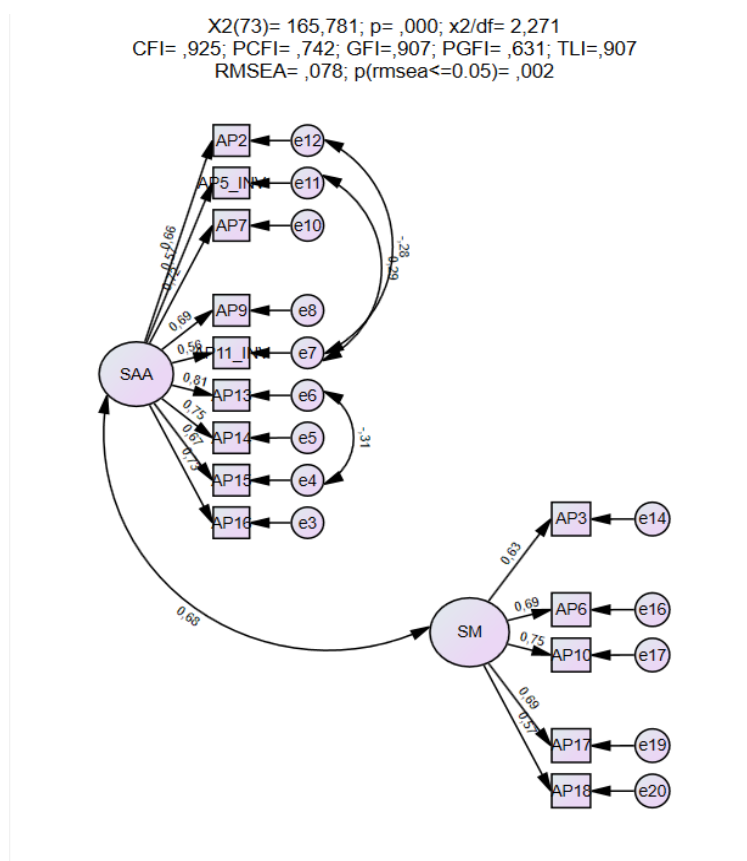 X2(73)= 165,781; p= ,000; x2/df= 2,271
CFI= ,925; PCFI= ,742; GFI=,907; PGFI= ,631; TLI=,907
RMSEA= ,078; p(rmsea<=0.05)= ,002
AP2
e12
e11
AP7
e10
,66
-,28
,29
AP9
e8
0,69
e7
0,56
SAA
AP13
e6
0,81
AP14
e5
0,75
-,31
AP15
e4
0,67
AP16
e3
0,73
AP3
e14
0,63
AP6
e16
0,69
0,68
SM
AP10
e17
0,75
AP17
e19
0,69
AP18
e20
0,57